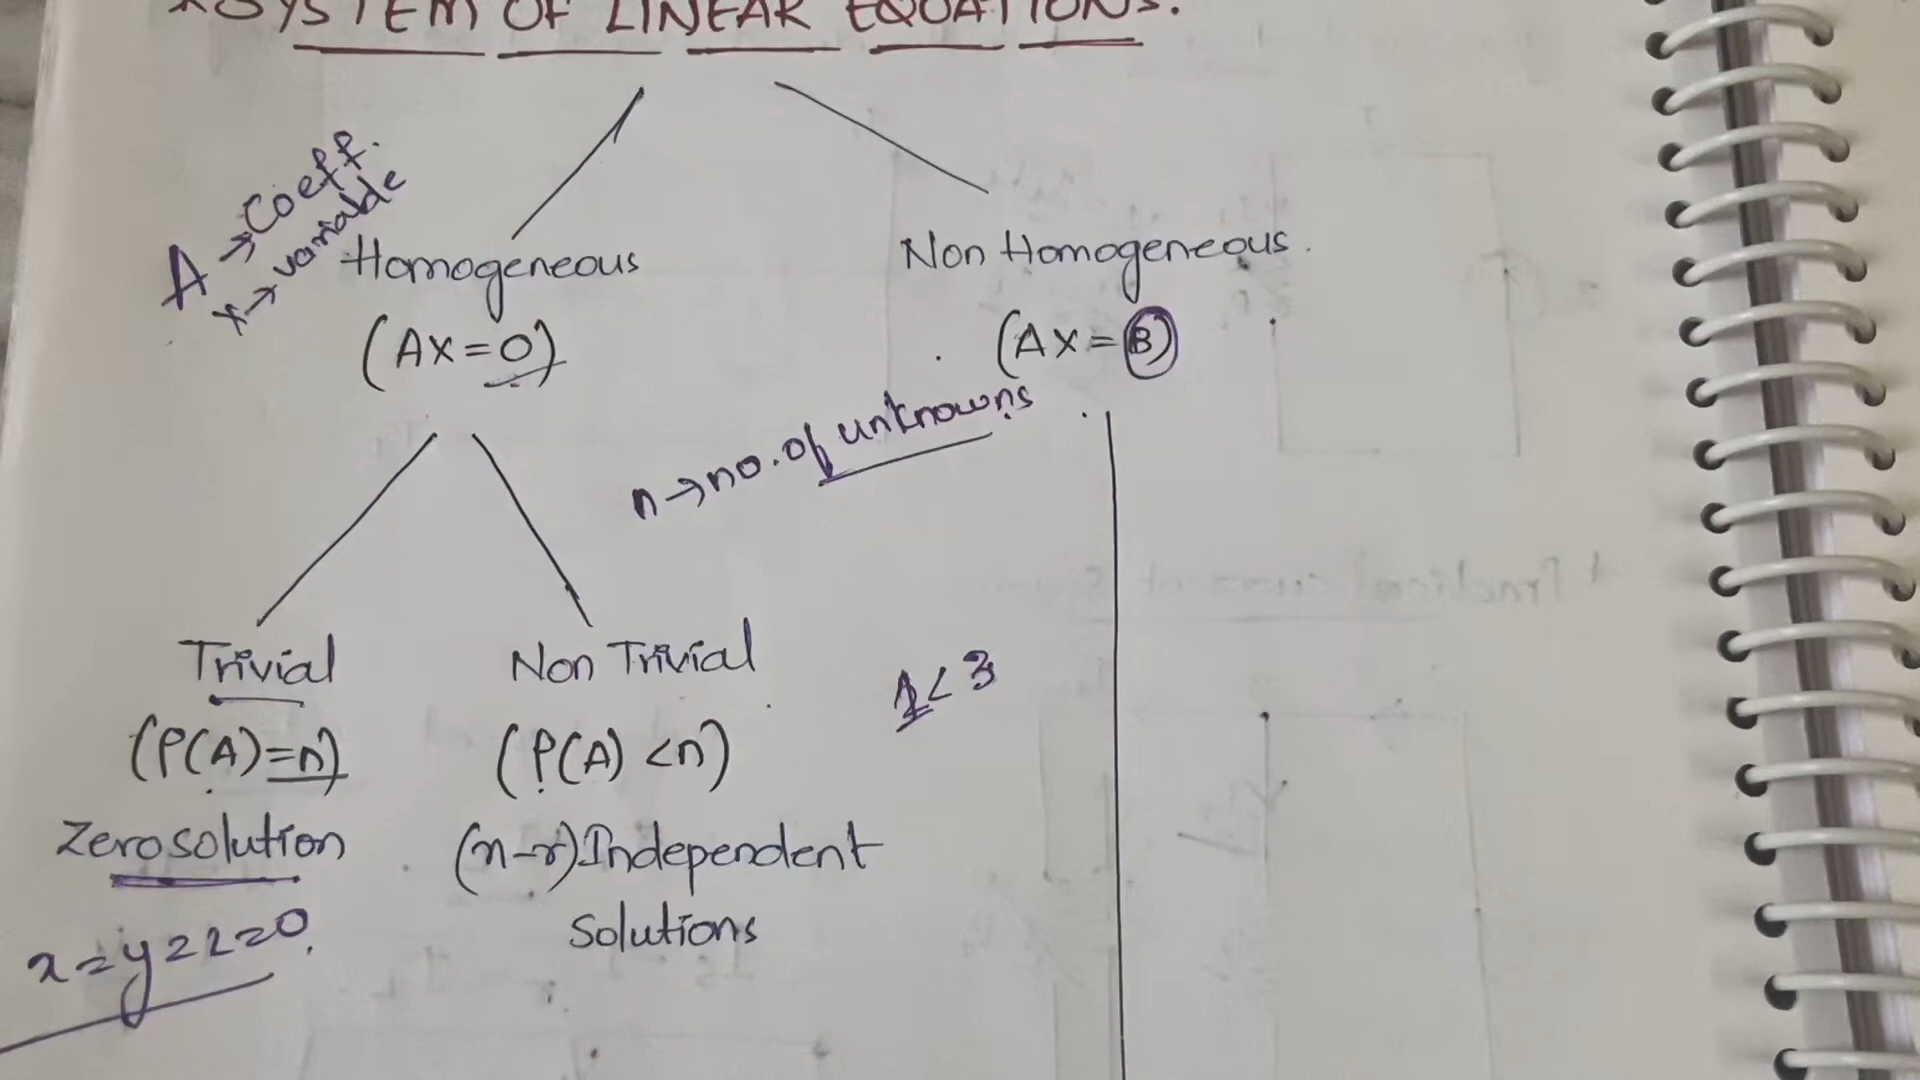 SYSTEM OF LINEAR EQUATIONS.
A → Coeff.
x → variable
Homogeneous
(AX=0)
Non Homogeneous.
(AX=B)
n → no. of unknowns
Trivial
(ρ(A)=n)
Zero solution
x=y=z=0.
Non Trivial
(ρ(A) <n)
(n-r) Independent
Solutions
1<3